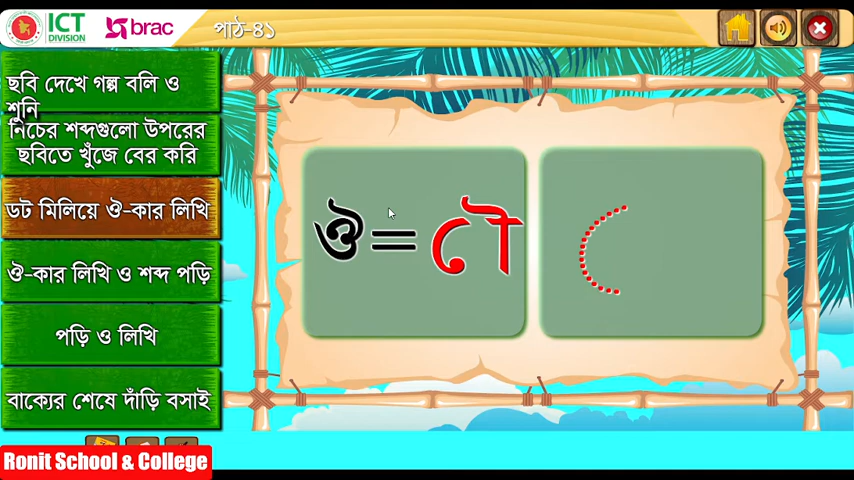 ICT
DIVISION
brac
পাঠ-৪১
ছবি দেখে গল্প বলি ও
শুনি
নিচের শব্দগুলো উপরের
ছবিতে খুঁজে বের করি
ডট মিলিয়ে ঔ-কার লিখি
ঔ-কার লিখি ও শব্দ পড়ি
পড়ি ও লিখি
বাক্যের শেষে দাঁড়ি বসাই
ঔ = ৌ
Ronit School & College